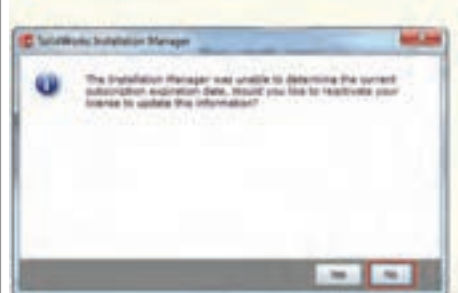 SolidWorks Installation Manager
The Installation Manager was unable to determine the current
subscription expiration date. Would you like to reactivate your
license to update this information?
Yes
No